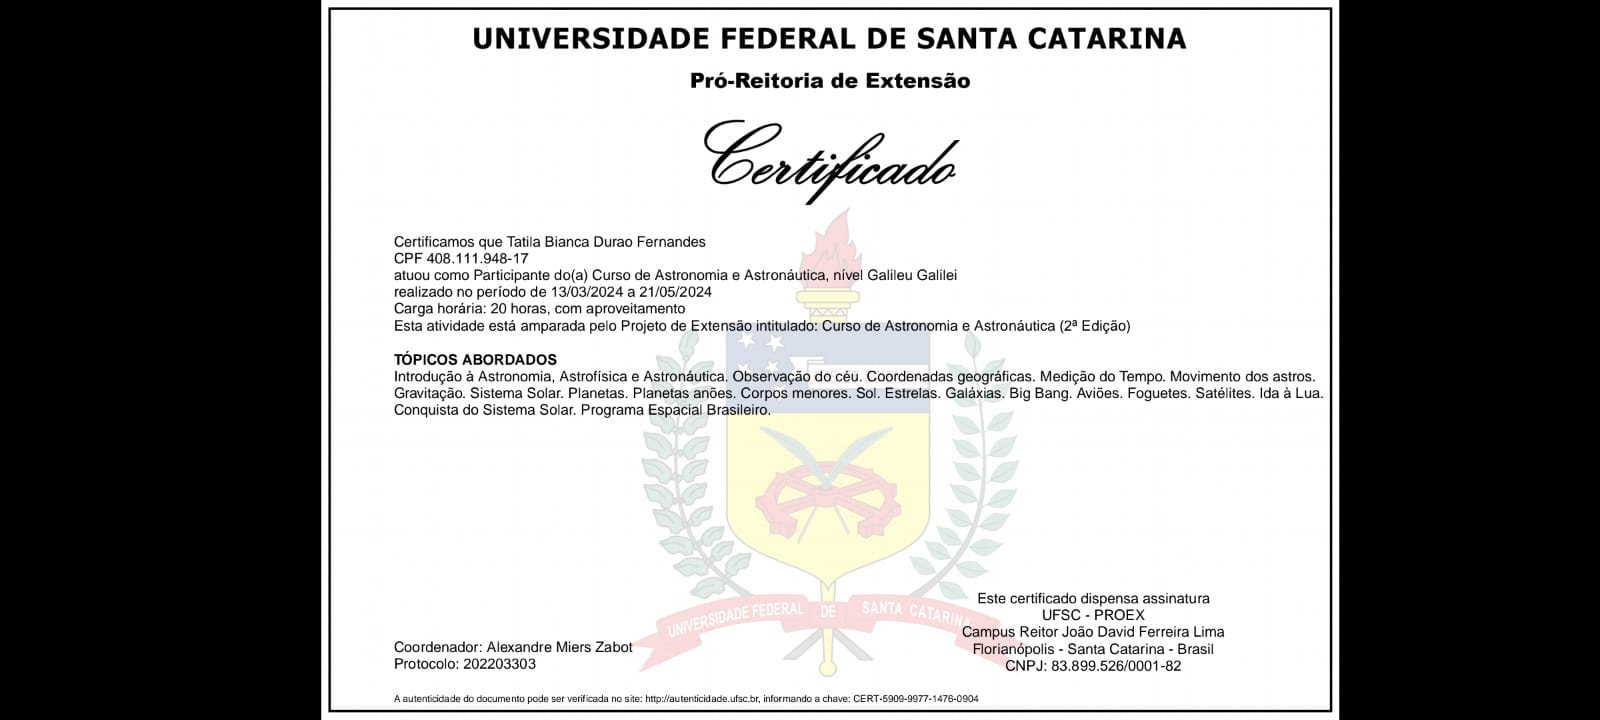 UNIVERSIDADE FEDERAL DE SANTA CATARINA
Pró-Reitoria de Extensão
Certificado
Certificamos que Tatila Bianca Durao Fernandes
CPF 408.111.948-17
atuou como Participante do(a) Curso de Astronomia e Astronáutica, nível Galileu Galilei
realizado no período de 13/03/2024 a 21/05/2024
Carga horária: 20 horas, com aproveitamento
Esta atividade está amparada pelo Projeto de Extensão intitulado: Curso de Astronomia e Astronáutica (2ª Edição)
TÓPICOS ABORDADOS
Introdução à Astronomia, Astrofísica e Astronáutica. Observação do céu. Coordenadas geográficas. Medição do Tempo. Movimento dos astros.
Gravitação. Sistema Solar. Planetas. Planetas anões. Corpos menores. Sol. Estrelas. Galáxias. Big Bang. Aviões. Foguetes. Satélites. Ida à Lua.
Conquista do Sistema Solar. Programa Espacial Brasileiro.
UNIVERSIDADE FEDERAL DE SANTA CATARINA
Este certificado dispensa assinatura
UFSC - PROEX
Campus Reitor João David Ferreira Lima
Florianópolis - Santa Catarina - Brasil
CNPJ: 83.899.526/0001-82
Coordenador: Alexandre Miers Zabot
Protocolo: 202203303
A autenticidade do documento pode ser verificada no site: http://autenticidade.ufsc.br, informando a chave: CERT-5909-9977-1476-0904